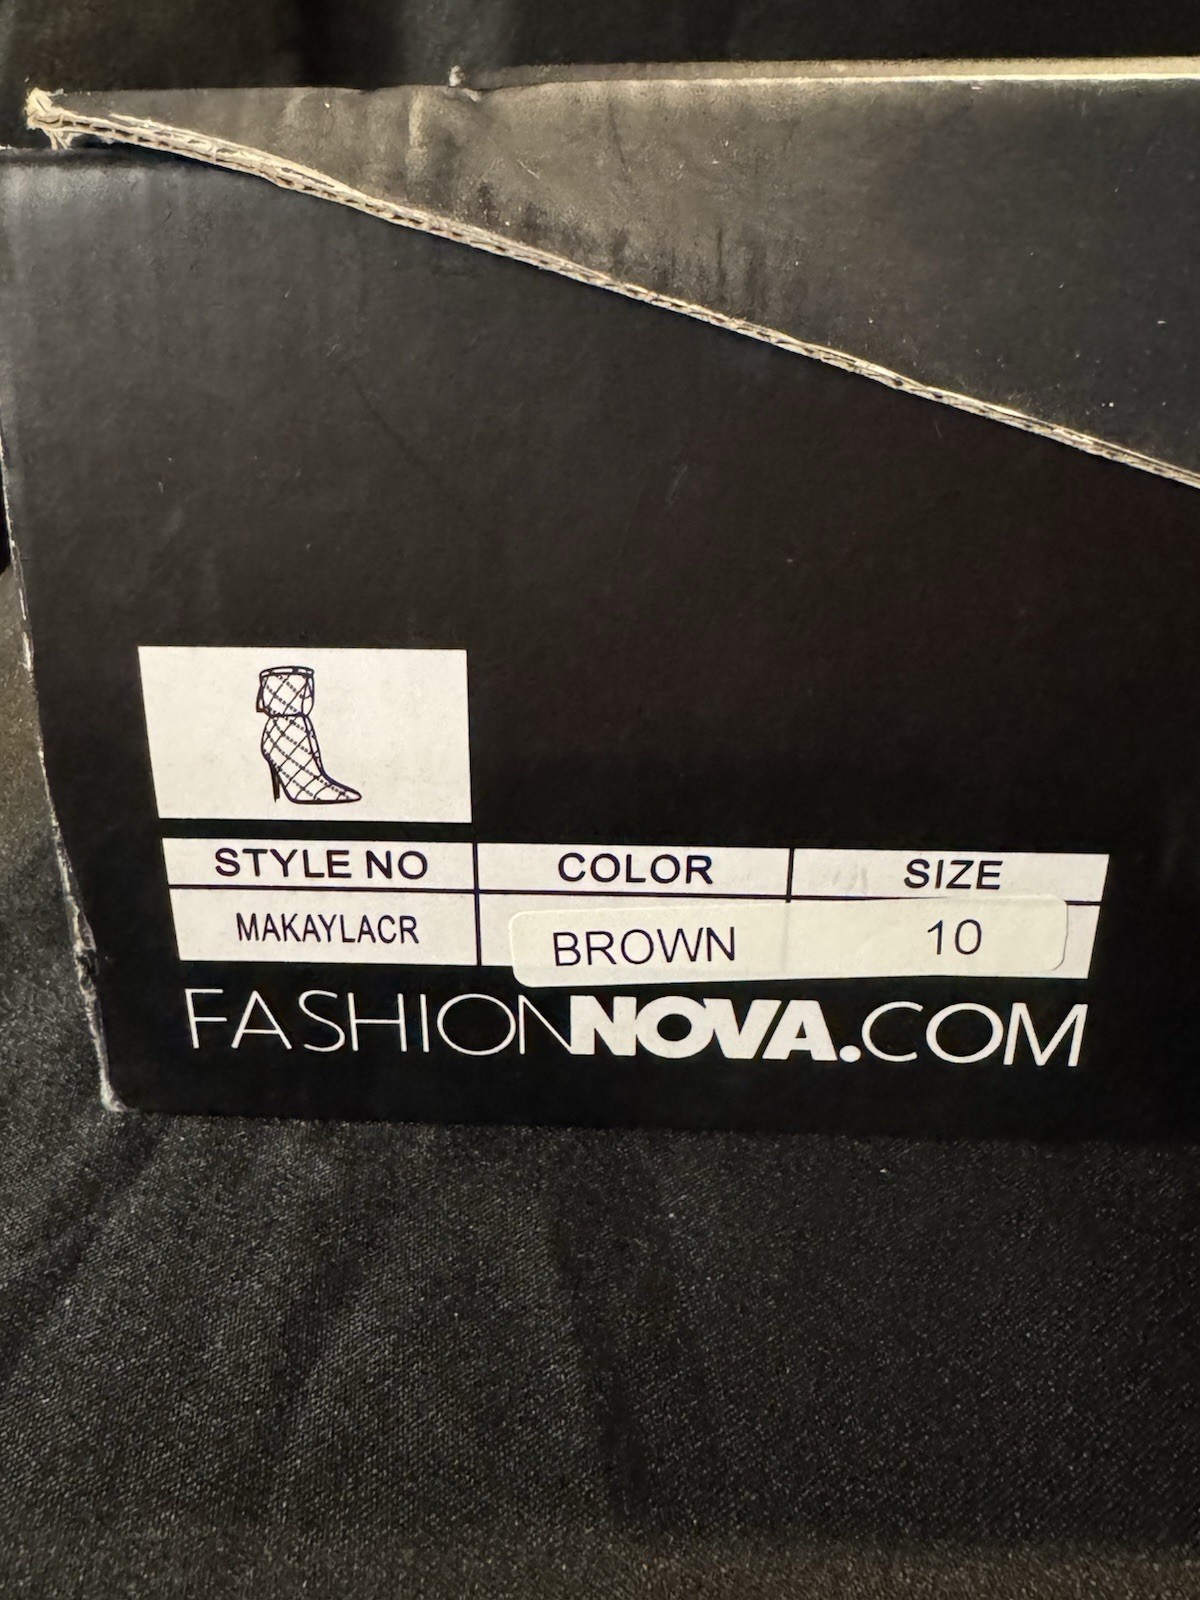 STYLE NO COLOR SIZE
MAKAYLACR BROWN 10
FASHIONNOVA.COM